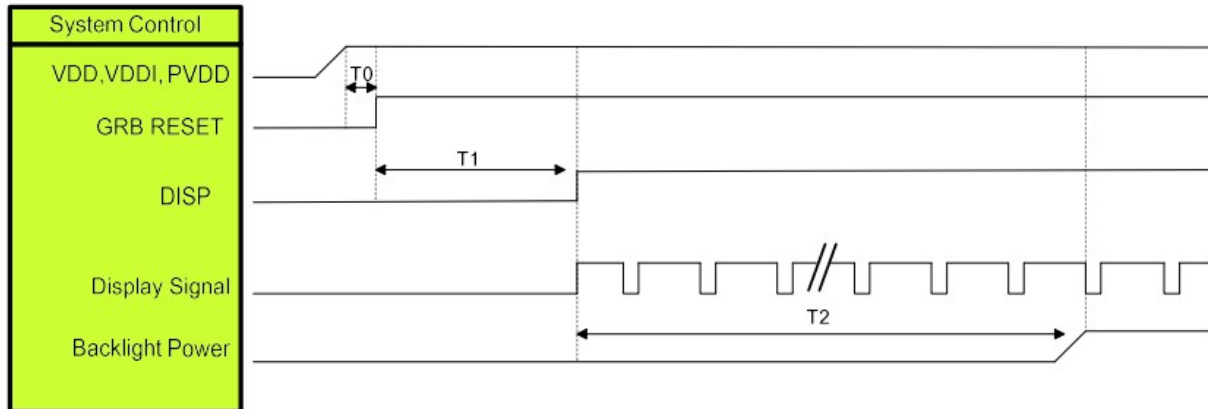 System Control
VDD,VDDI, PVDD
T0
GRB RESET
T1
DISP
Display Signal
T2
Backlight Power